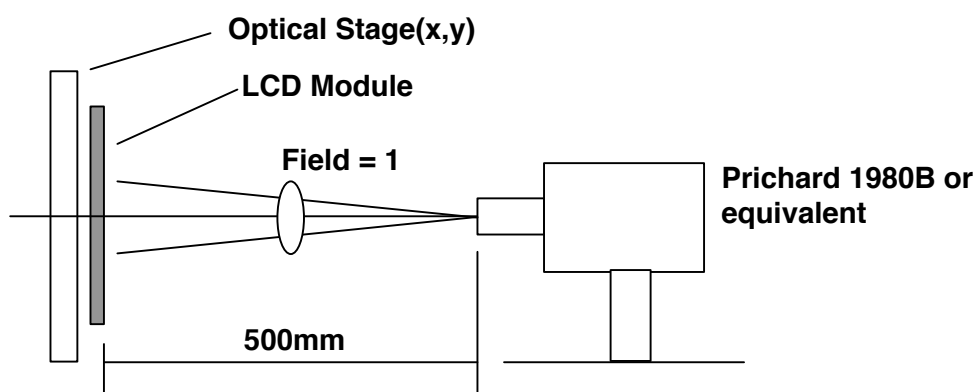 Optical Stage(x,y)
LCD Module
Field = 1
Prichard 1980B or
equivalent
500mm